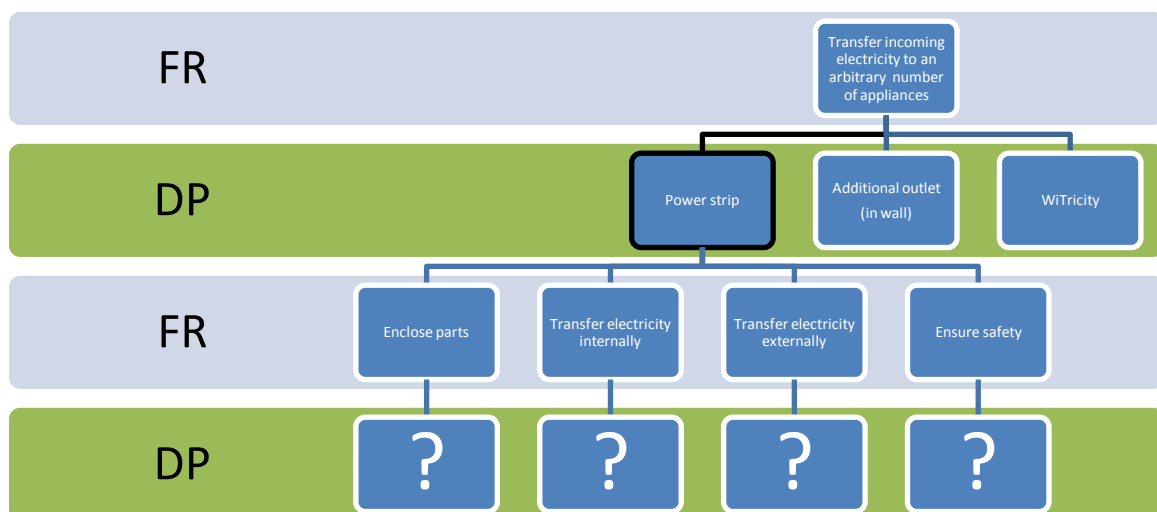 FR
Transfer incoming
electricity to an
arbitrary number
of appliances
DP
Power strip
Additional outlet
(in wall)
WiTricity
FR
Enclose parts
Transfer electricity
internally
Transfer electricity
externally
Ensure safety
DP
?
?
?
?